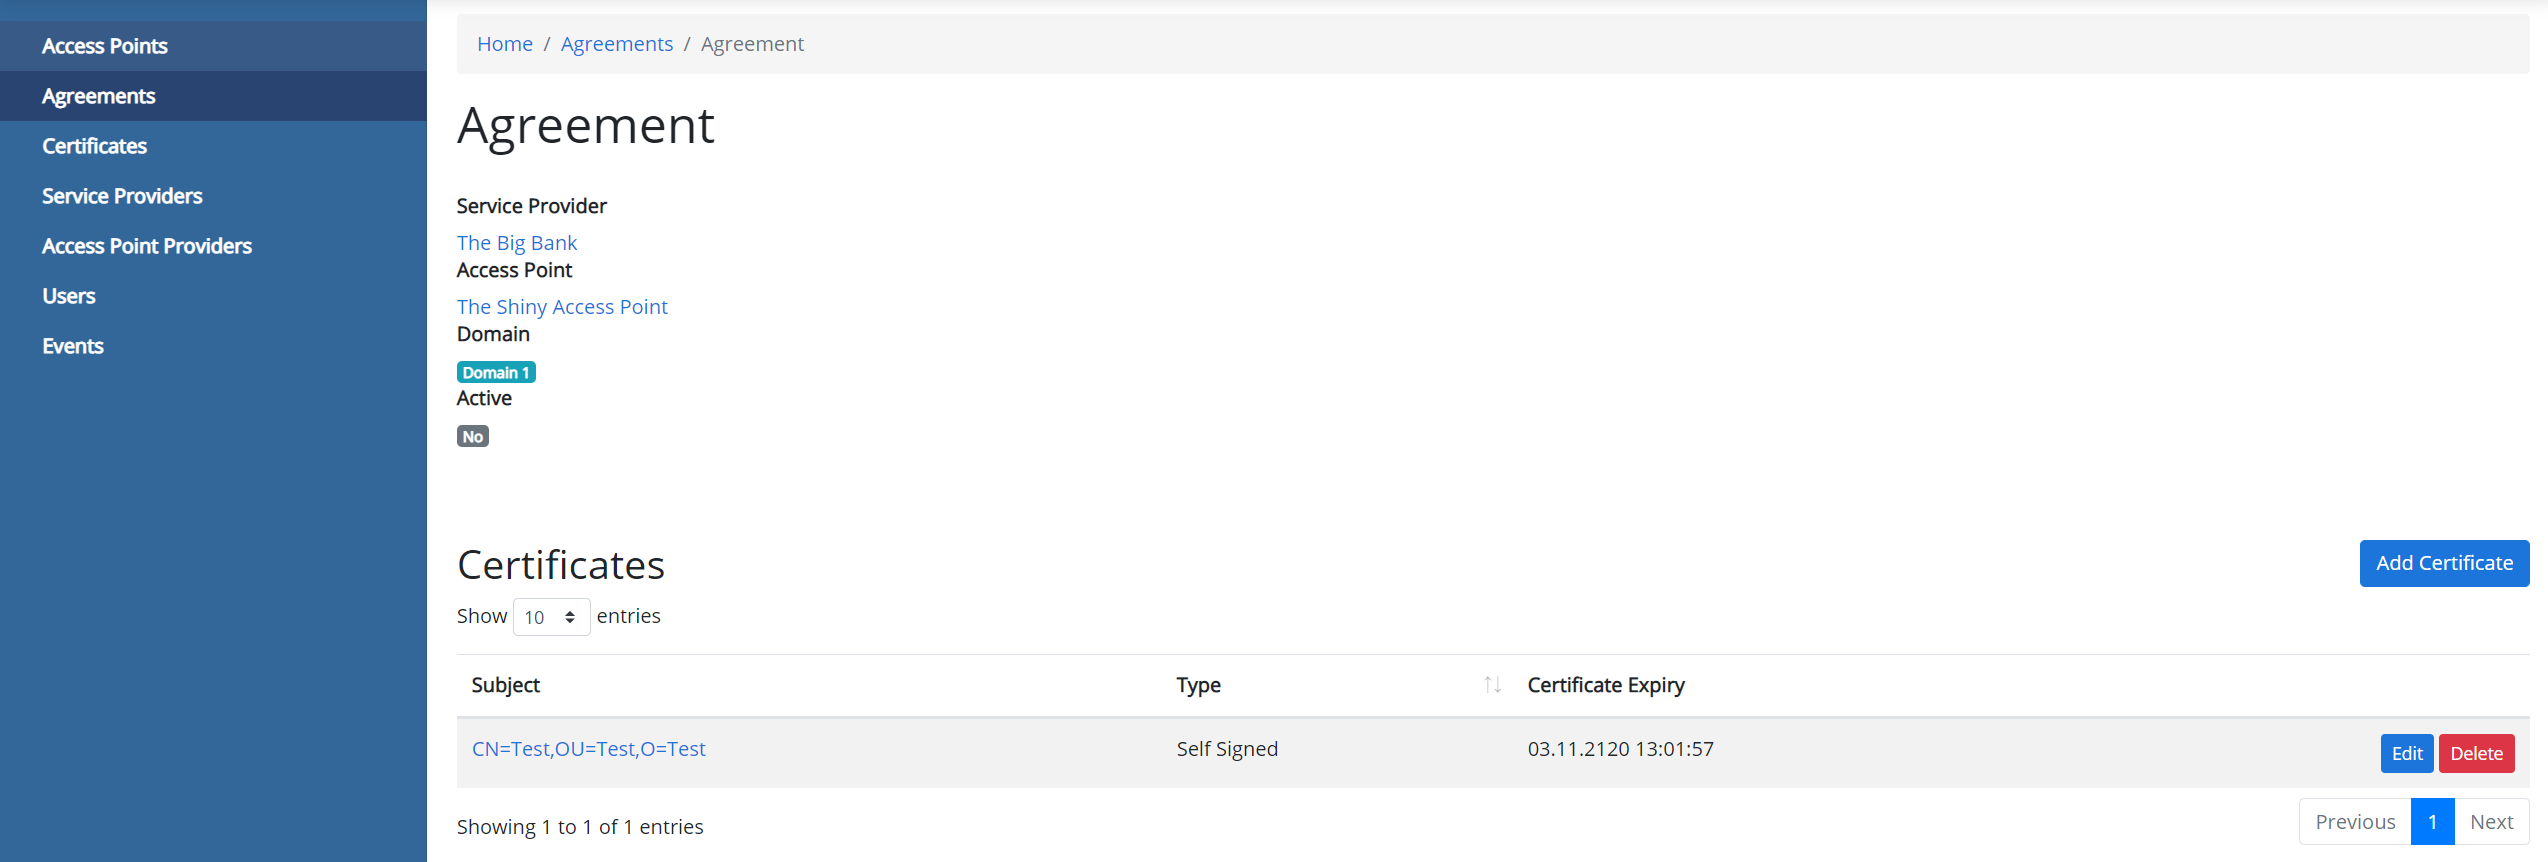 Access Points
Agreements
Certificates
Service Providers
Access Point Providers
Users
Events
Home / Agreements / Agreement
Agreement
Service Provider
The Big Bank
Access Point
The Shiny Access Point
Domain
Domain 1
Active
No
Certificates
Add Certificate
Show 10 entries
Subject Type Certificate Expiry
CN=Test,OU=Test,O=Test Self Signed 03.11.2120 13:01:57 Edit Delete
Showing 1 to 1 of 1 entries
Previous 1 Next